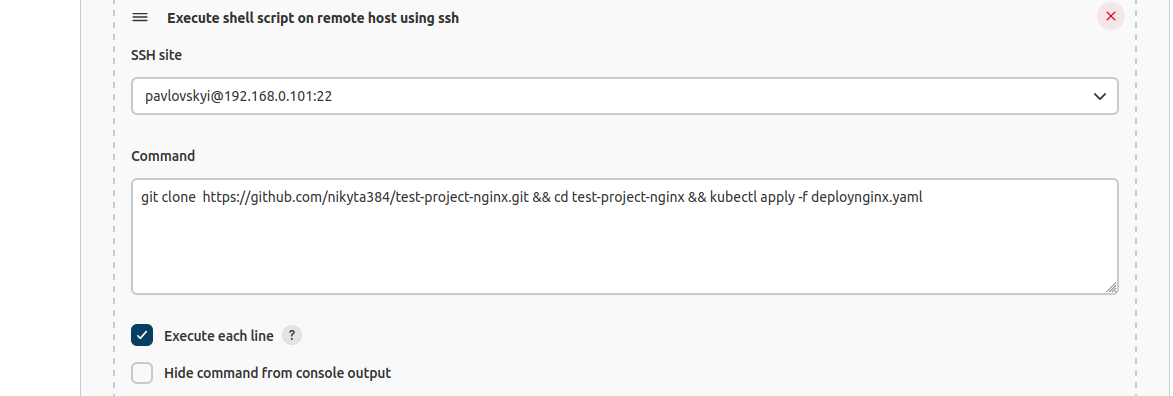 Execute shell script on remote host using ssh
SSH site
pavlovskyi@192.168.0.101:22
Command
git clone  https://github.com/nikyta384/test-project-nginx.git && cd test-project-nginx && kubectl apply -f deploynginx.yaml
Execute each line ?
Hide command from console output